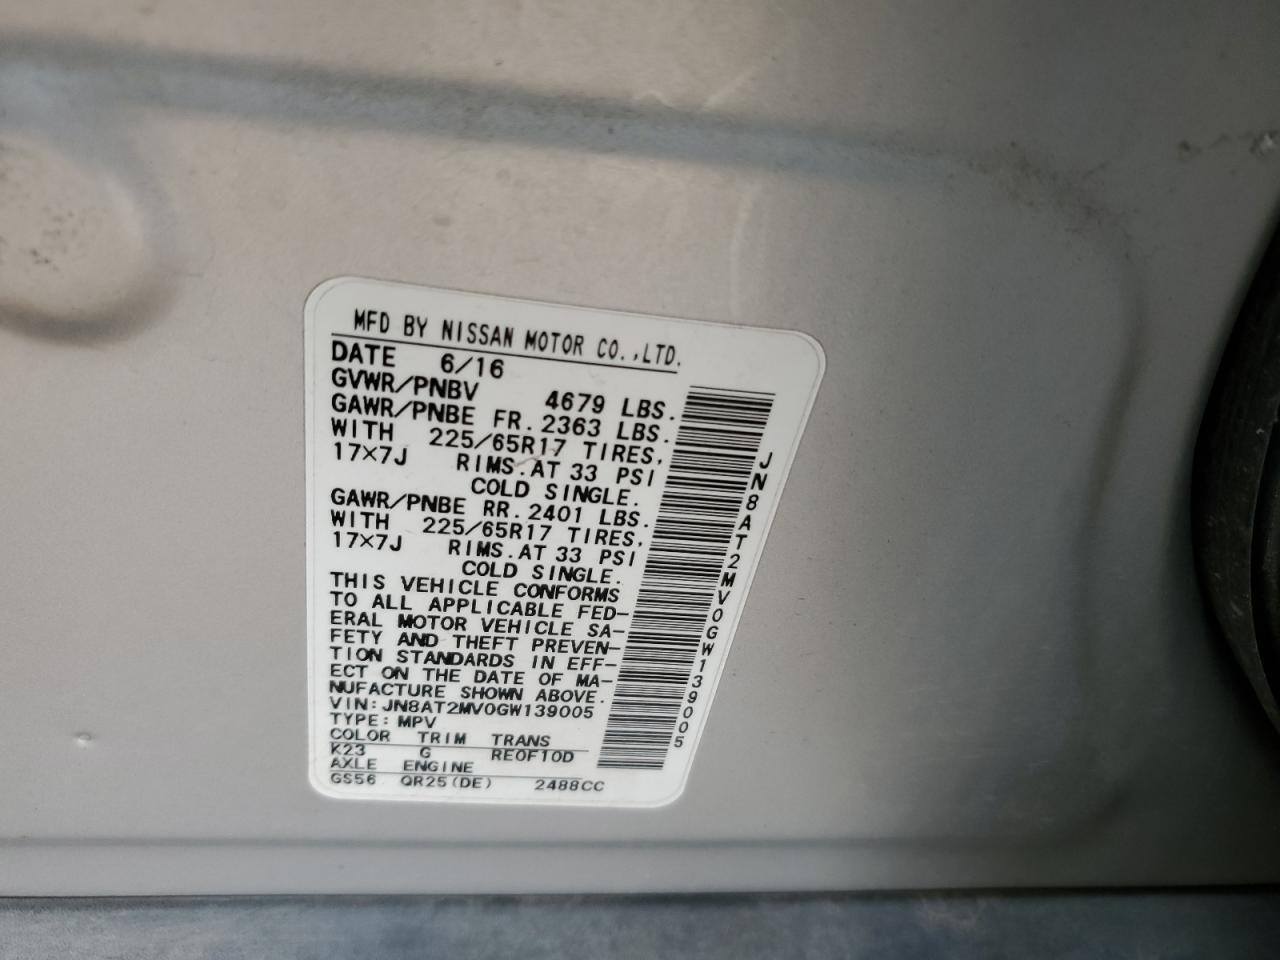 MFD BY NISSAN MOTOR CO.,LTD.
DATE 6/16
GVWR/PNBV 4679 LBS.
GAWR/PNBE FR. 2363 LBS.
WITH 225/65R17 TIRES,
17×7J RIMS.AT 33 PSI
COLD SINGLE.
GAWR/PNBE RR. 2401 LBS.
WITH 225/65R17 TIRES,
17×7J RIMS.AT 33 PSI
COLD SINGLE.
THIS VEHICLE CONFORMS
TO ALL APPLICABLE FED-
ERAL MOTOR VEHICLE SA-
FETY AND THEFT PREVEN-
TION STANDARDS IN EFF-
ECT ON THE DATE OF MA-
NUFACTURE SHOWN ABOVE.
VIN: JN8AT2MV0GW139005
TYPE: MPV
COLOR TRIM TRANS
K23 G RE0F10D
AXLE ENGINE
GS56 QR25(DE) 2488CC
JN8AT2MV0GW139005